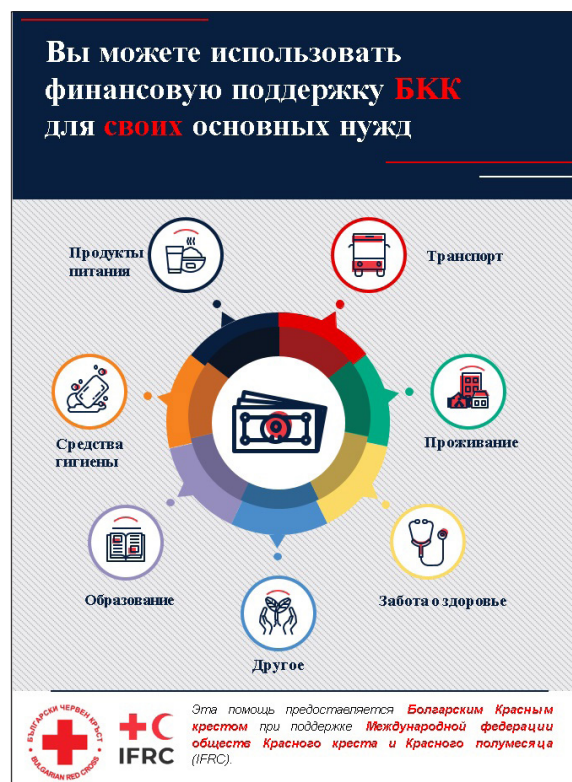 Вы можете использовать
финансовую поддержку БКК
для своих основных нужд
Продукты
питания
Транспорт
Средства
гигиены
Проживание
Образование
Забота о здоровье
Другое
БЪЛГАРСКИ ЧЕРВЕН КРЪСТ
BULGARIAN RED CROSS
IFRC
Эта помощь предоставляется Болгарским Красным
крестом при поддержке Международной федерации
обществ Красного креста и Красного полумесяца
(IFRC).